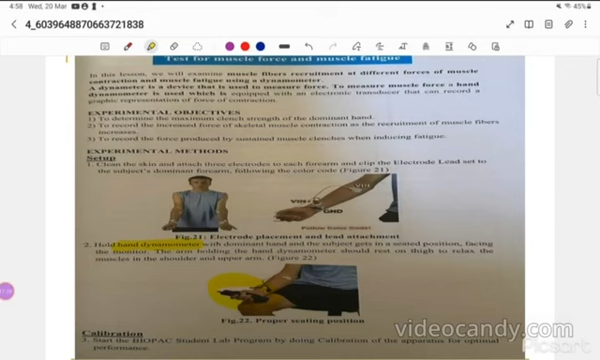 4:58 Wed, 20 Mar
45%
4_6039648870663721838
Test for muscle force and muscle fatigue
In this lesson, we will examine muscle fibers recruitment at different forces of muscle
contraction and muscle fatigue using a dynamometer.
A dynameter is a device that is used to measure force. To measure muscle force a hand
dynamometer is used which is equipped with an electronic transducer that can record a
graphic representation of force of contraction.
EXPERIMENTAL OBJECTIVES
1) To determine the maximum clench strength of the dominant hand.
2) To record the increased force of skeletal muscle contraction as the recruitment of muscle fibers
increases.
3) To record the force produced by sustained muscle clenches when inducing fatigue.
EXPERIMENTAL METHODS
Setup
1. Clean the skin and attach three electrodes to each forearm and clip the Electrode Lead set to
the subject's dominant forearm, following the color code (Figure 21)
VIN+
VIN-
GND
Fig.21: Electrode placement and lead attachment
2. Hold hand dynamometer with dominant hand and the subject gets in a seated position, facing
the monitor. The arm holding the hand dynamometer should rest on thigh to relax the
muscles in the shoulder and upper arm. (Figure 22)
Fig.22. Proper seating position
Calibration
3. Start the BIOPAC Student Lab Program by doing Calibration of the apparatus for optimal
performance.
videocandy.com